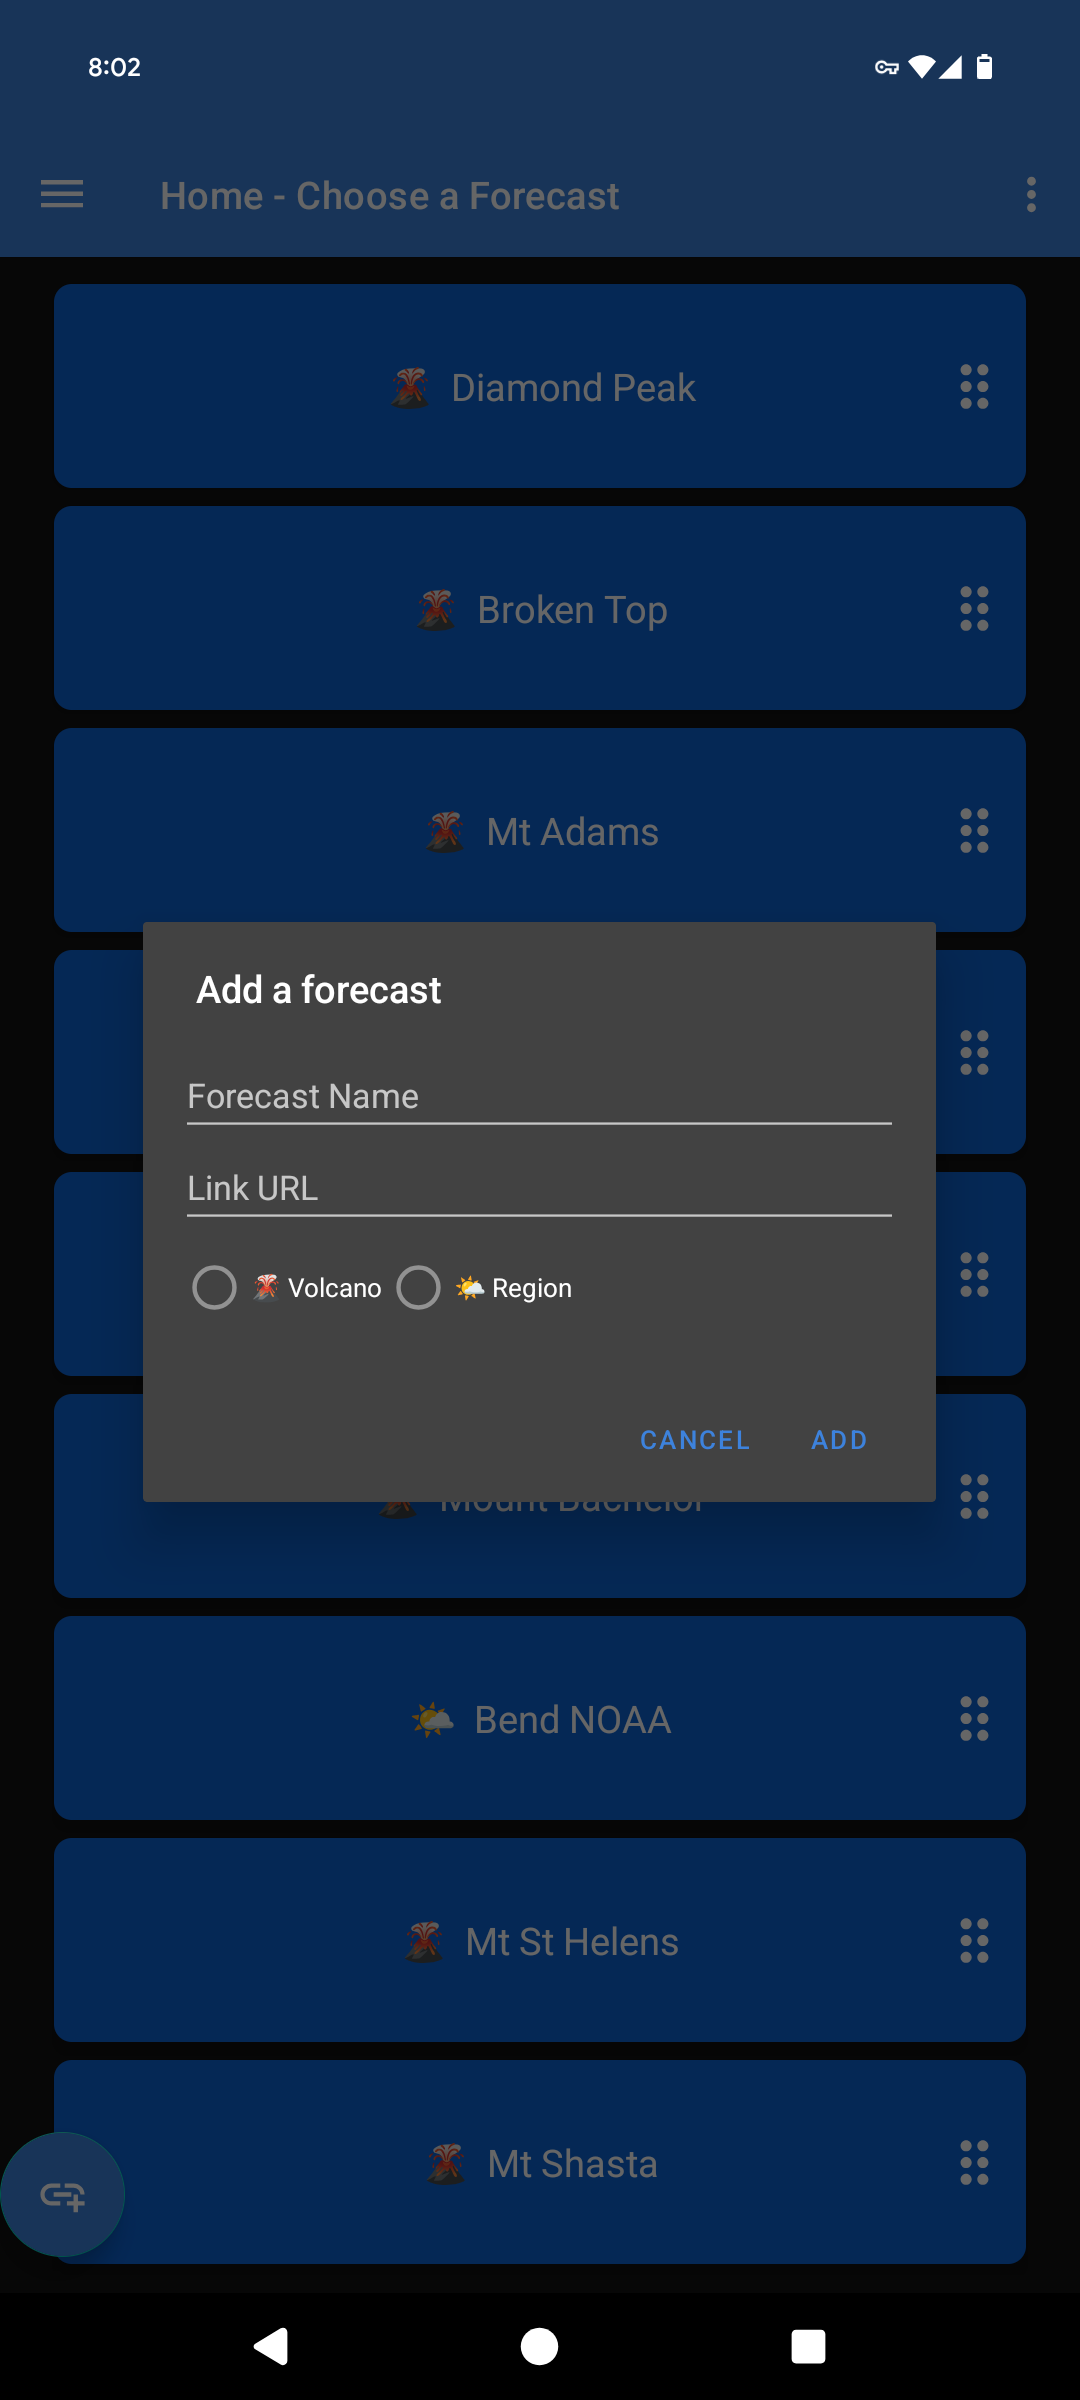 8:02
Home - Choose a Forecast
🌋 Diamond Peak
🌋 Broken Top
🌋 Mt Adams
Add a forecast
Forecast Name
Link URL
🌋 Volcano 🌤️ Region
CANCEL ADD
🌋 Mount Bachelor
🌤️ Bend NOAA
🌋 Mt St Helens
🌋 Mt Shasta